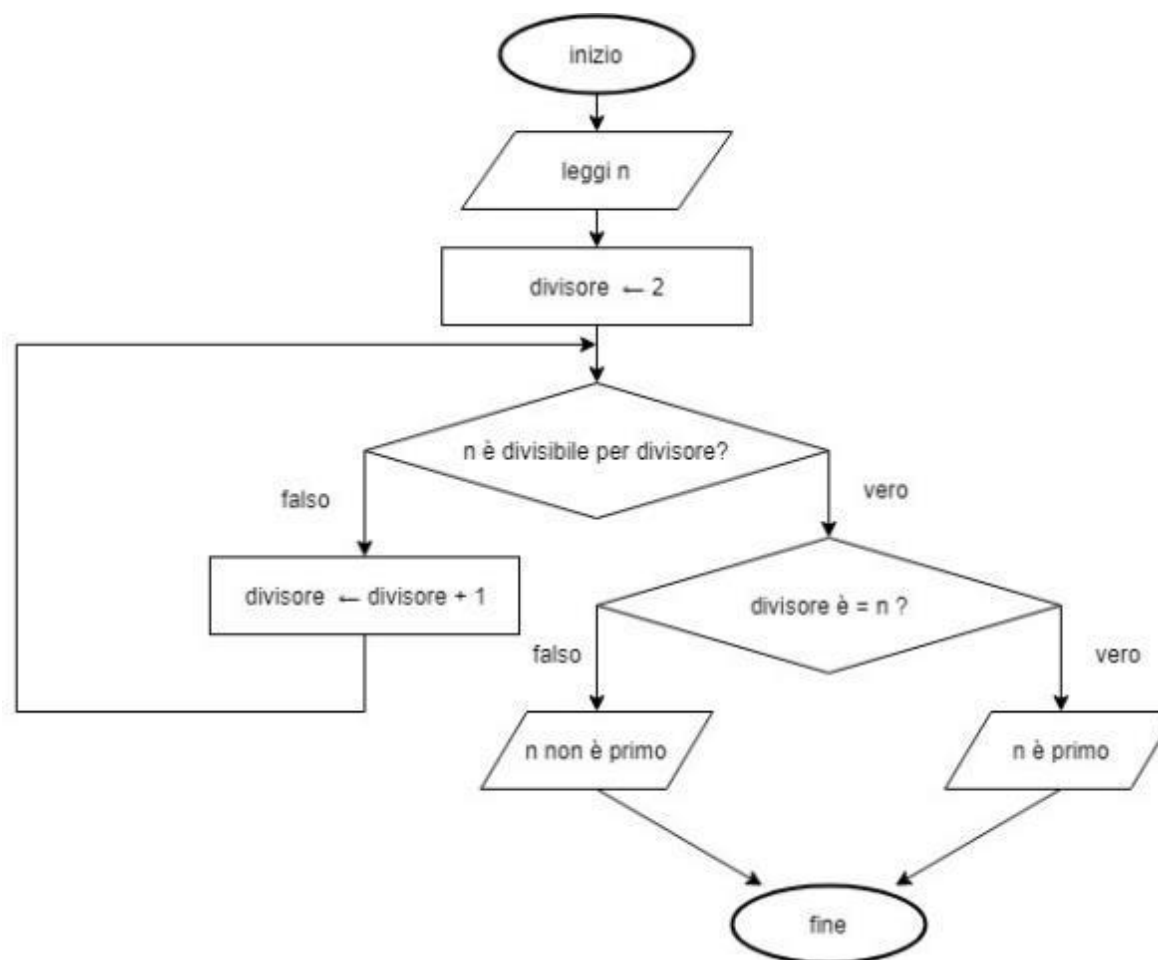 inizio
leggi n
divisore ← 2
n è divisibile per divisore?
falso
vero
divisore ← divisore + 1
divisore è = n ?
falso
vero
n non è primo
n è primo
fine